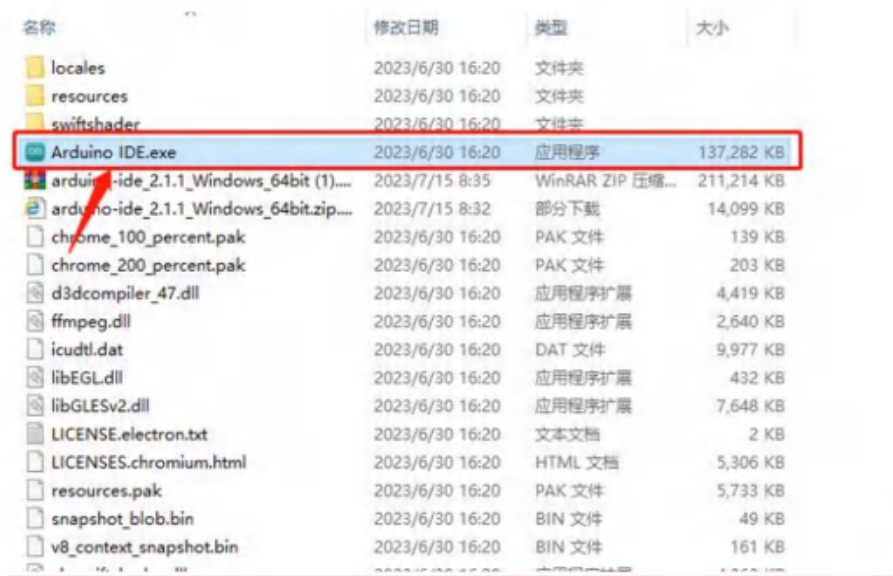 名称 修改日期 类型 大小
locales 2023/6/30 16:20 文件夹
resources 2023/6/30 16:20 文件夹
swiftshader 2023/6/30 16:20 文件夹
Arduino IDE.exe 2023/6/30 16:20 应用程序 137,282 KB
arduino-ide_2.1.1_Windows_64bit (1).... 2023/7/15 8:35 WinRAR ZIP 压缩... 211,214 KB
arduino-ide_2.1.1_Windows_64bit.zip.... 2023/7/15 8:32 部分下载 14,099 KB
chrome_100_percent.pak 2023/6/30 16:20 PAK 文件 139 KB
chrome_200_percent.pak 2023/6/30 16:20 PAK 文件 203 KB
d3dcompiler_47.dll 2023/6/30 16:20 应用程序扩展 4,419 KB
ffmpeg.dll 2023/6/30 16:20 应用程序扩展 2,640 KB
icudtl.dat 2023/6/30 16:20 DAT 文件 9,977 KB
libEGL.dll 2023/6/30 16:20 应用程序扩展 432 KB
libGLESv2.dll 2023/6/30 16:20 应用程序扩展 7,648 KB
LICENSE.electron.txt 2023/6/30 16:20 文本文档 2 KB
LICENSES.chromium.html 2023/6/30 16:20 HTML 文档 5,306 KB
resources.pak 2023/6/30 16:20 PAK 文件 5,733 KB
snapshot_blob.bin 2023/6/30 16:20 BIN 文件 49 KB
v8_context_snapshot.bin 2023/6/30 16:20 BIN 文件 161 KB